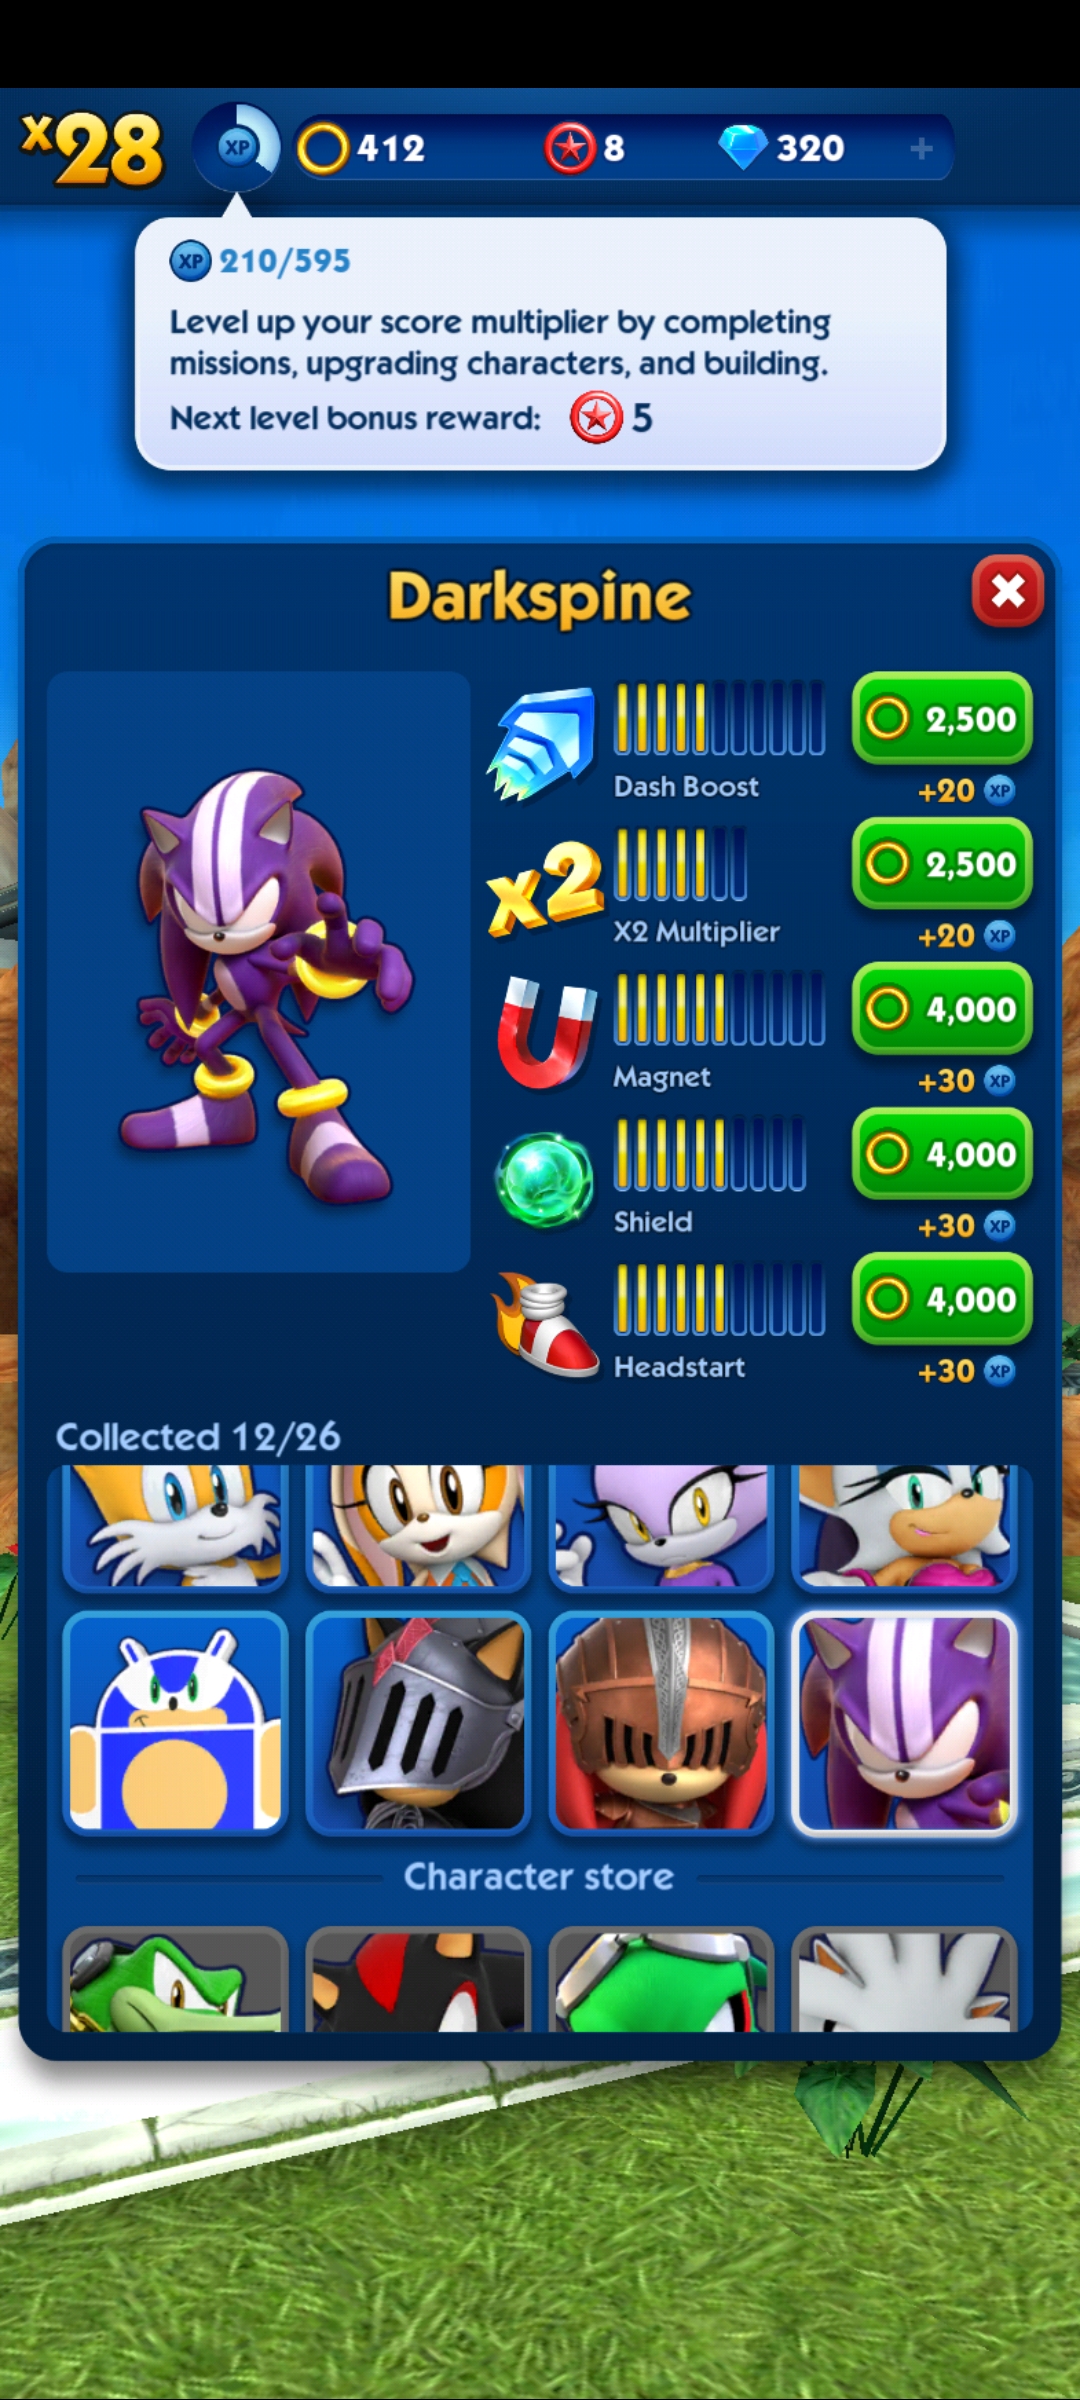 x28
XP
412
8
320
+
XP 210/595
Level up your score multiplier by completing
missions, upgrading characters, and building.
Next level bonus reward: 5
Darkspine
2,500
Dash Boost
+20 XP
x2
2,500
X2 Multiplier
+20 XP
4,000
Magnet
+30 XP
4,000
Shield
+30 XP
4,000
Headstart
+30 XP
Collected 12/26
Character store